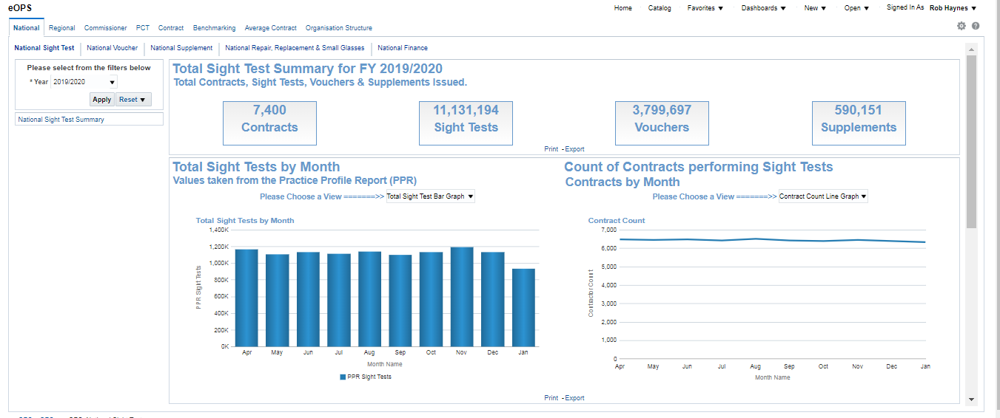 eOPS
Home Catalog Favorites Dashboards New Open Signed In As Rob Haynes
National Regional Commissioner PCT Contract Benchmarking Average Contract Organisation Structure
National Sight Test National Voucher National Supplement National Repair, Replacement & Small Glasses National Finance
Please select from the filters below
* Year 2019/2020
Apply Reset
National Sight Test Summary
Total Sight Test Summary for FY 2019/2020
Total Contracts, Sight Tests, Vouchers & Supplements Issued.
7,400 11,131,194 3,799,697 590,151
Contracts Sight Tests Vouchers Supplements
Print - Export
Total Sight Tests by Month
Values taken from the Practice Profile Report (PPR)
Please Choose a View =======>> Total Sight Test Bar Graph
Total Sight Tests by Month
1,400K
1,200K
1,000K
800K
600K
400K
200K
0K
PPR Sight Tests
Apr May Jun Jul Aug Sep Oct Nov Dec Jan
Month Name
PPR Sight Tests
Count of Contracts performing Sight Tests
Contracts by Month
Please Choose a View =======>> Contract Count Line Graph
Contract Count
7,000
6,000
5,000
4,000
3,000
2,000
1,000
0
Contractor Count
Apr May Jun Jul Aug Sep Oct Nov Dec Jan
Month Name
Print - Export